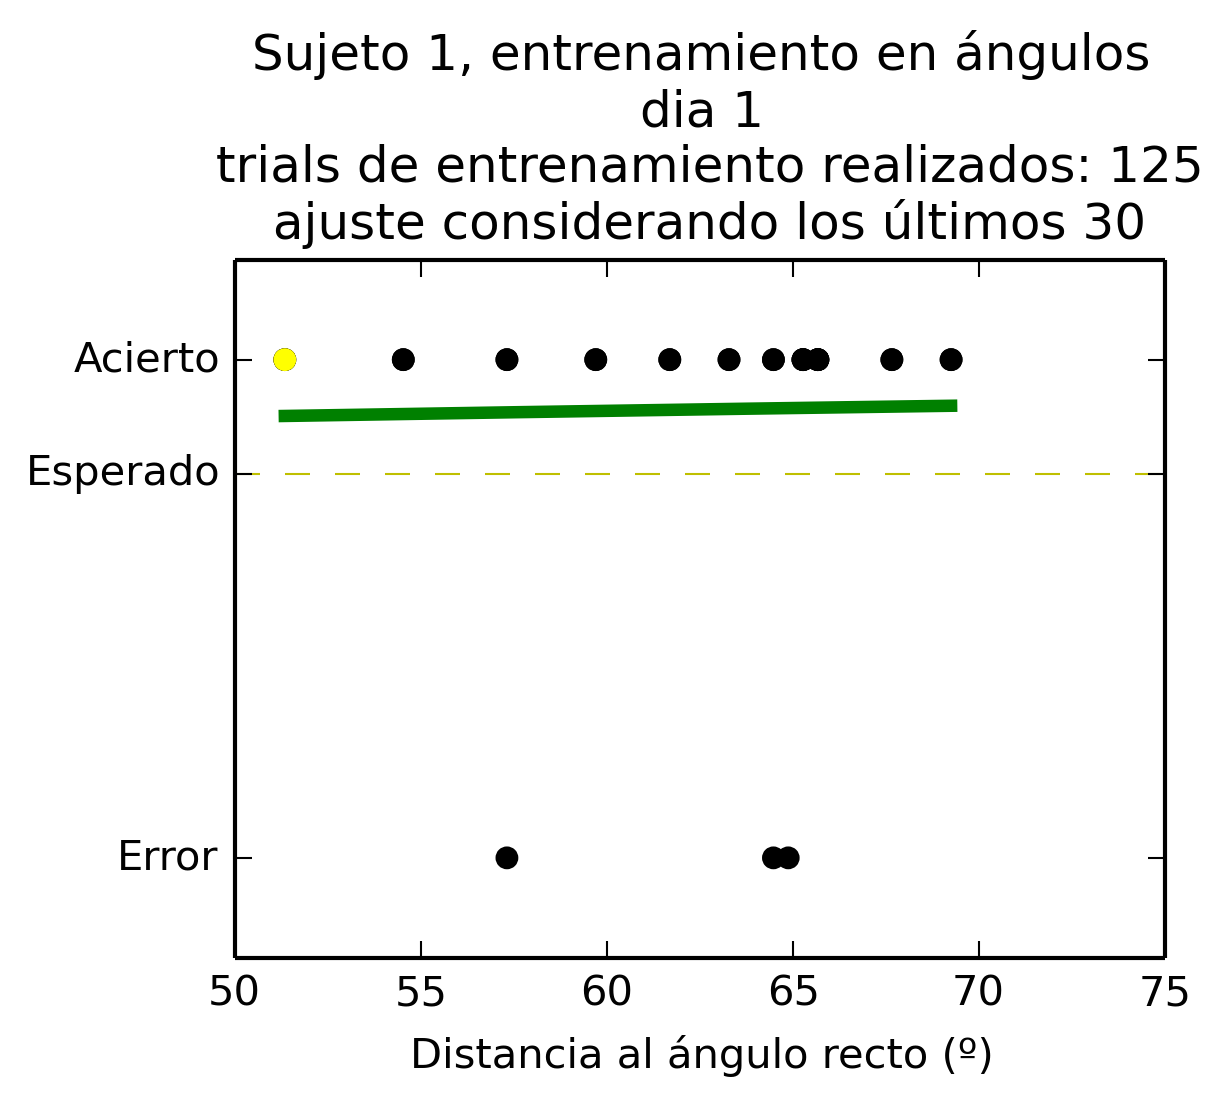 Sujeto 1, entrenamiento en ángulos
dia 1
trials de entrenamiento realizados: 125
ajuste considerando los últimos 30
Acierto
Esperado
Error
50 55 60 65 70 75
Distancia al ángulo recto (º)